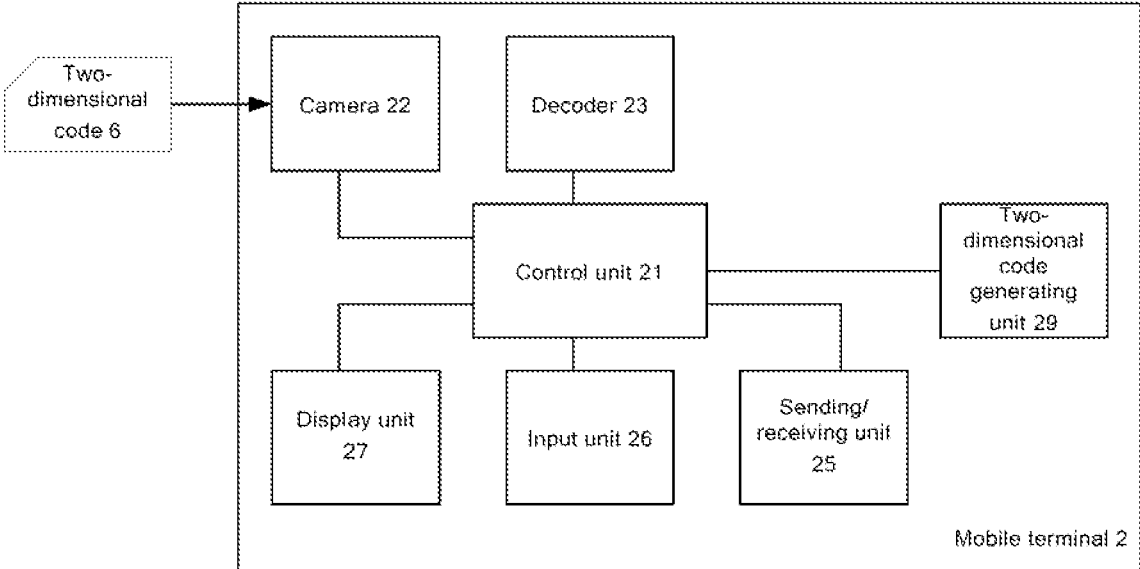 Two-
dimensional
code 6
Camera 22
Decoder 23
Control unit 21
Two-
dimensional
code
generating
unit 29
Display unit
27
Input unit 26
Sending/
receiving unit
25
Mobile terminal 2